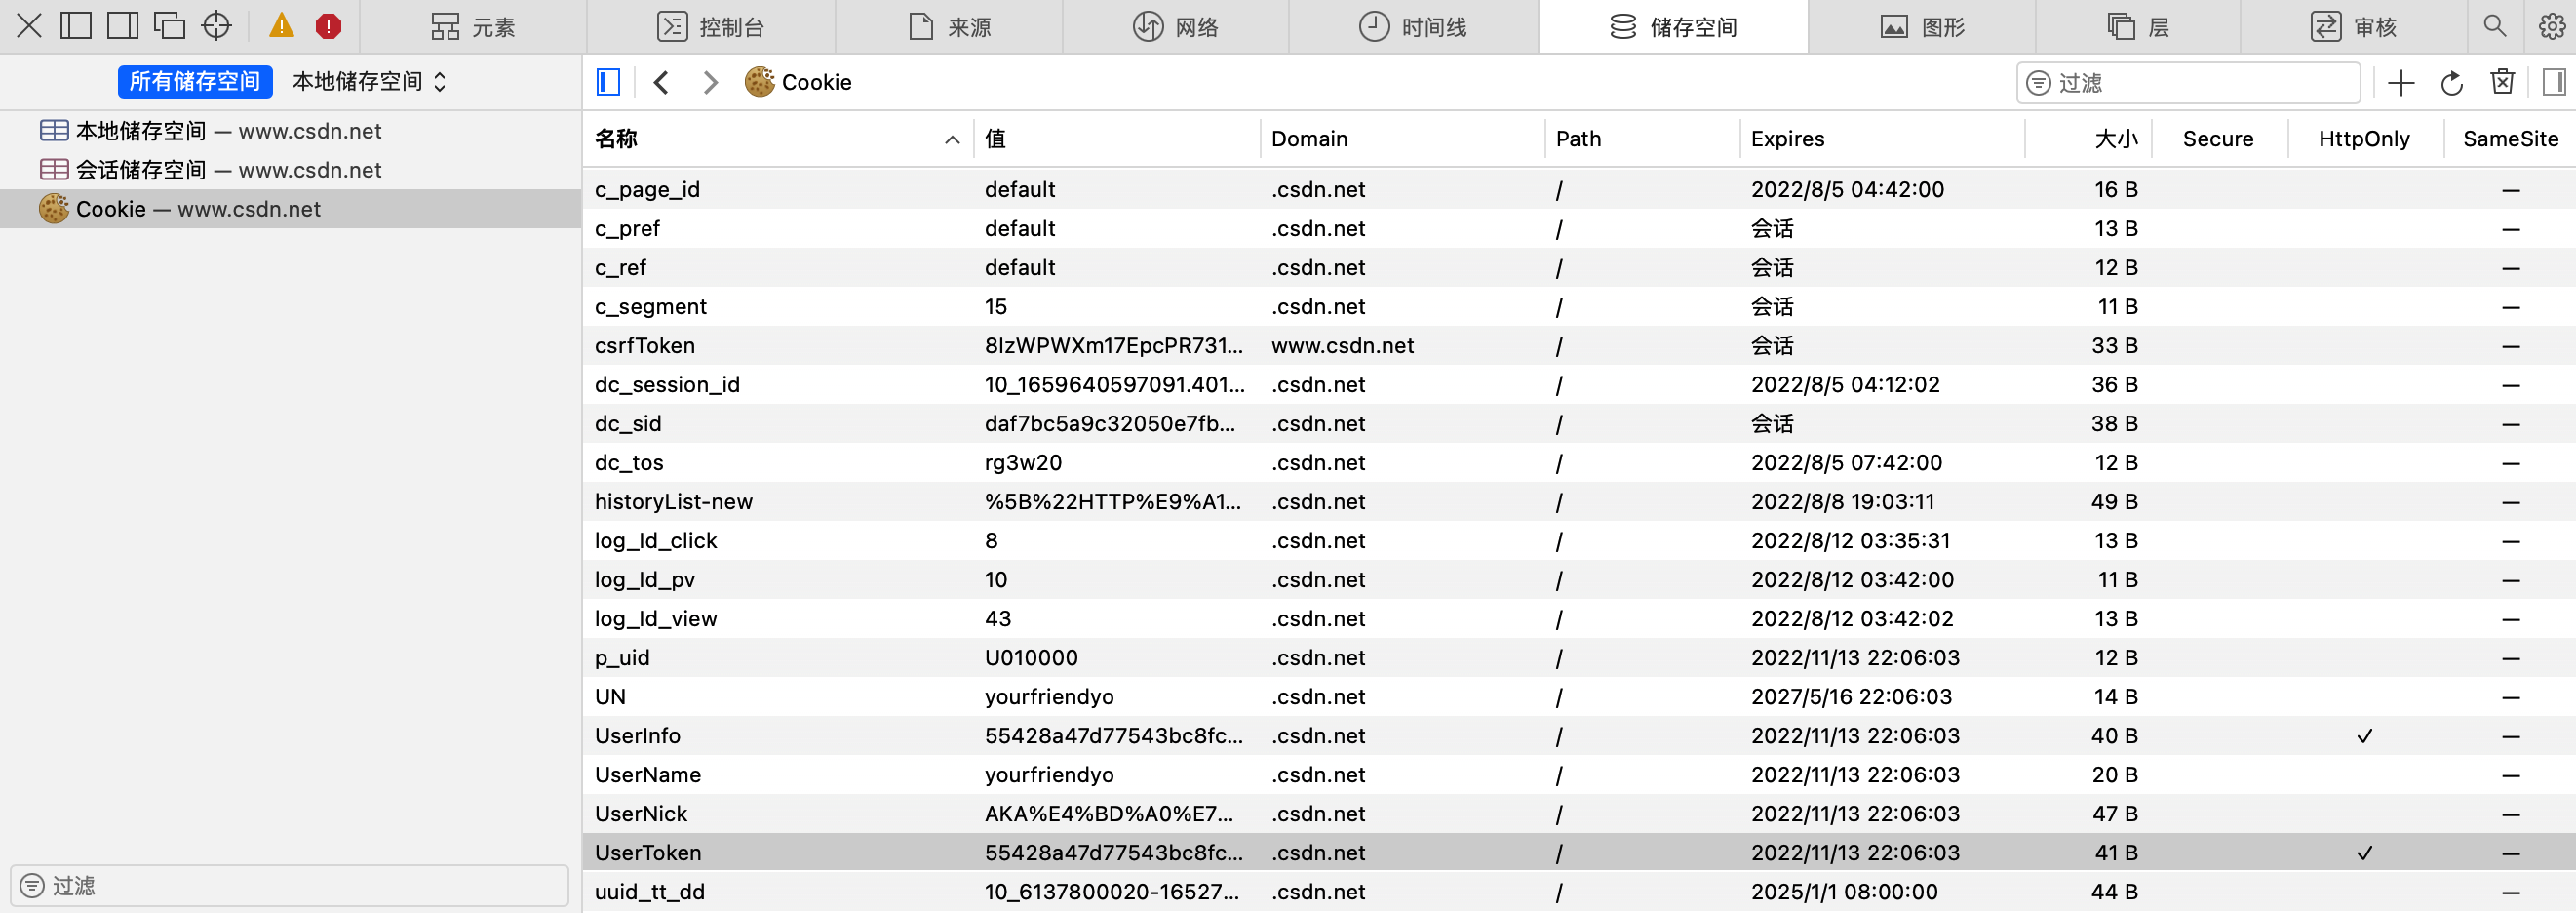 元素 控制台 来源 网络 时间线 储存空间 图形 层 审核
所有储存空间 本地储存空间
Cookie 过滤
本地储存空间 — www.csdn.net
会话储存空间 — www.csdn.net
Cookie — www.csdn.net
过滤
名称 值 Domain Path Expires 大小 Secure HttpOnly SameSite
c_page_id default .csdn.net / 2022/8/5 04:42:00 16 B —
c_pref default .csdn.net / 会话 13 B —
c_ref default .csdn.net / 会话 12 B —
c_segment 15 .csdn.net / 会话 11 B —
csrfToken 8IzWPWXm17EpcPR731... www.csdn.net / 会话 33 B —
dc_session_id 10_1659640597091.401... .csdn.net / 2022/8/5 04:12:02 36 B —
dc_sid daf7bc5a9c32050e7fb... .csdn.net / 会话 38 B —
dc_tos rg3w20 .csdn.net / 2022/8/5 07:42:00 12 B —
historyList-new %5B%22HTTP%E9%A1... .csdn.net / 2022/8/8 19:03:11 49 B —
log_Id_click 8 .csdn.net / 2022/8/12 03:35:31 13 B —
log_Id_pv 10 .csdn.net / 2022/8/12 03:42:00 11 B —
log_Id_view 43 .csdn.net / 2022/8/12 03:42:02 13 B —
p_uid U010000 .csdn.net / 2022/11/13 22:06:03 12 B —
UN yourfriendyo .csdn.net / 2027/5/16 22:06:03 14 B —
UserInfo 55428a47d77543bc8fc... .csdn.net / 2022/11/13 22:06:03 40 B ✓ —
UserName yourfriendyo .csdn.net / 2022/11/13 22:06:03 20 B —
UserNick AKA%E4%BD%A0%E7... .csdn.net / 2022/11/13 22:06:03 47 B —
UserToken 55428a47d77543bc8fc... .csdn.net / 2022/11/13 22:06:03 41 B ✓ —
uuid_tt_dd 10_6137800020-16527... .csdn.net / 2025/1/1 08:00:00 44 B —